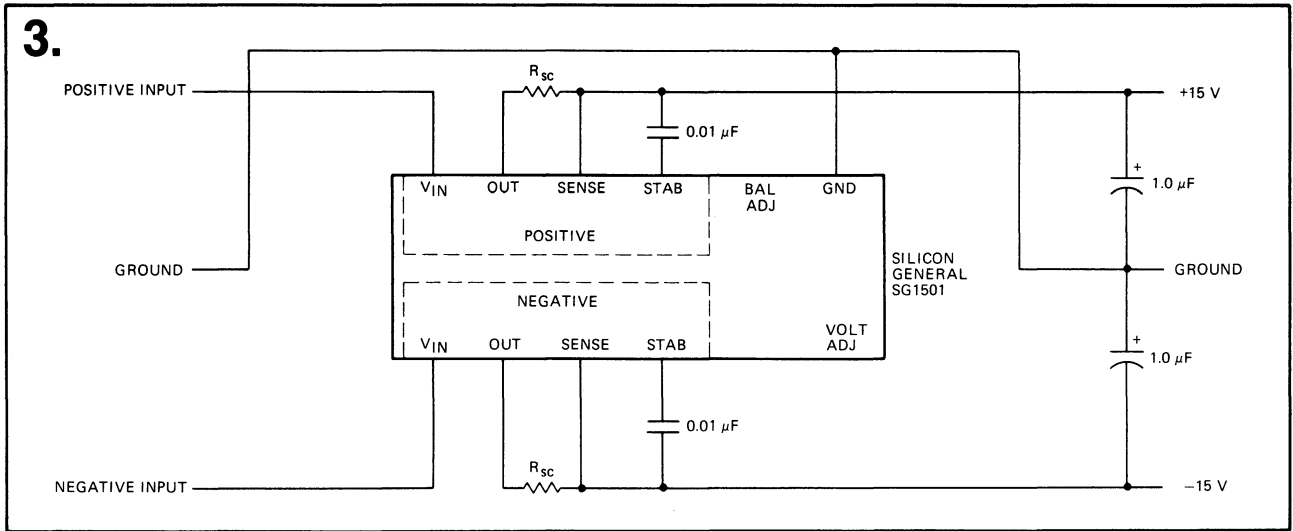 3.
POSITIVE INPUT
R_sc
+15 V
0.01 μF
V_IN OUT SENSE STAB BAL ADJ GND
+
1.0 μF
POSITIVE
GROUND
SILICON
GENERAL
SG1501
GROUND
NEGATIVE
V_IN OUT SENSE STAB VOLT ADJ
+
1.0 μF
0.01 μF
R_sc
NEGATIVE INPUT
−15 V